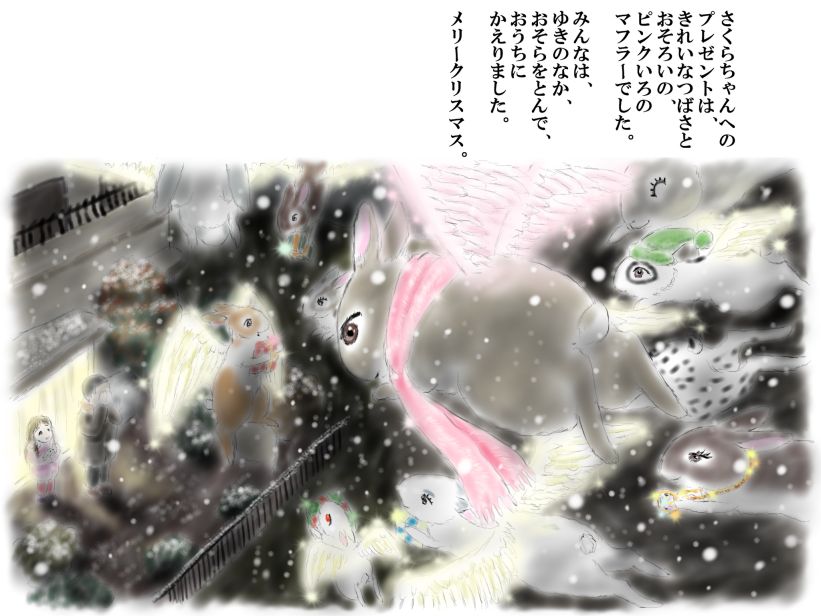 さくらちゃんへの
プレゼントは、
きれいなつばさと
おそろいの、
ピンクいろの
マフラーでした。
みんなは、
ゆきのなか、
おそらをとんで、
おうちに
かえりました。
メリークリスマス。